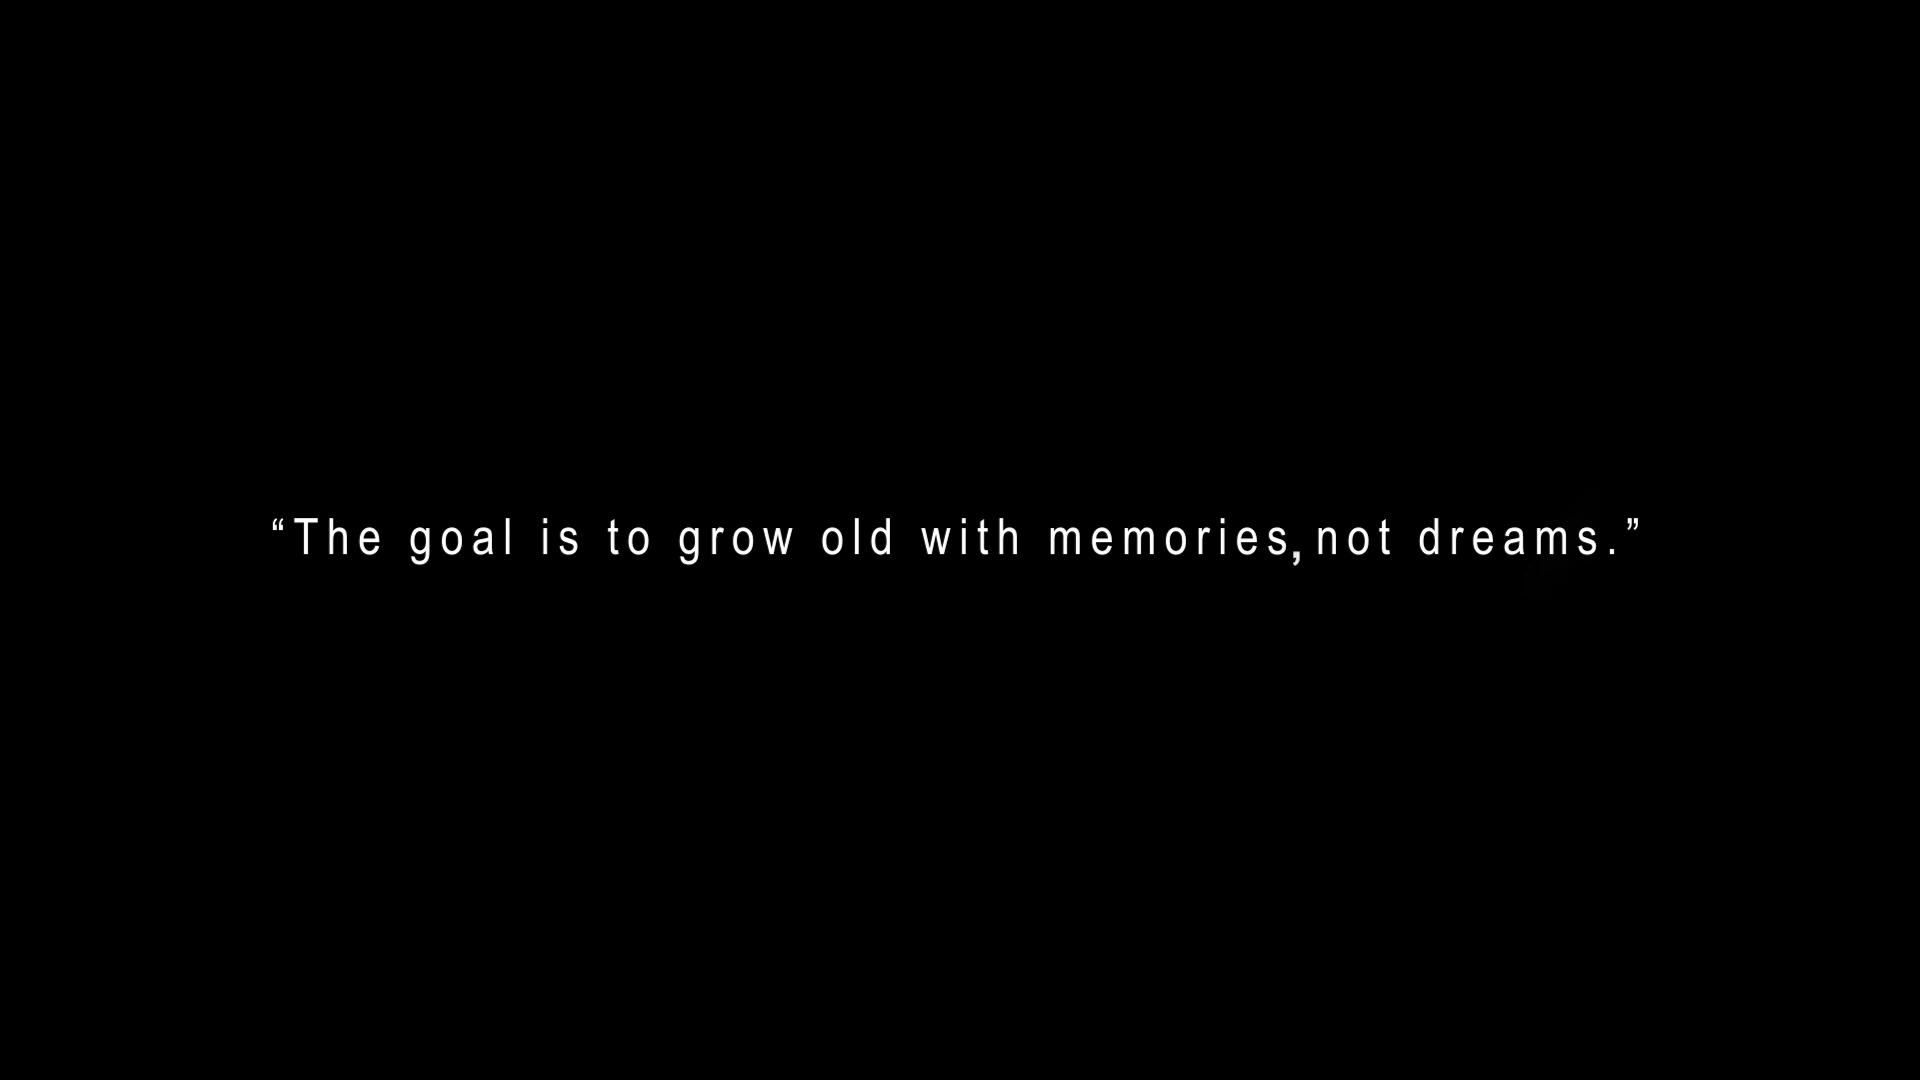 “The goal is to grow old with memories, not dreams.”